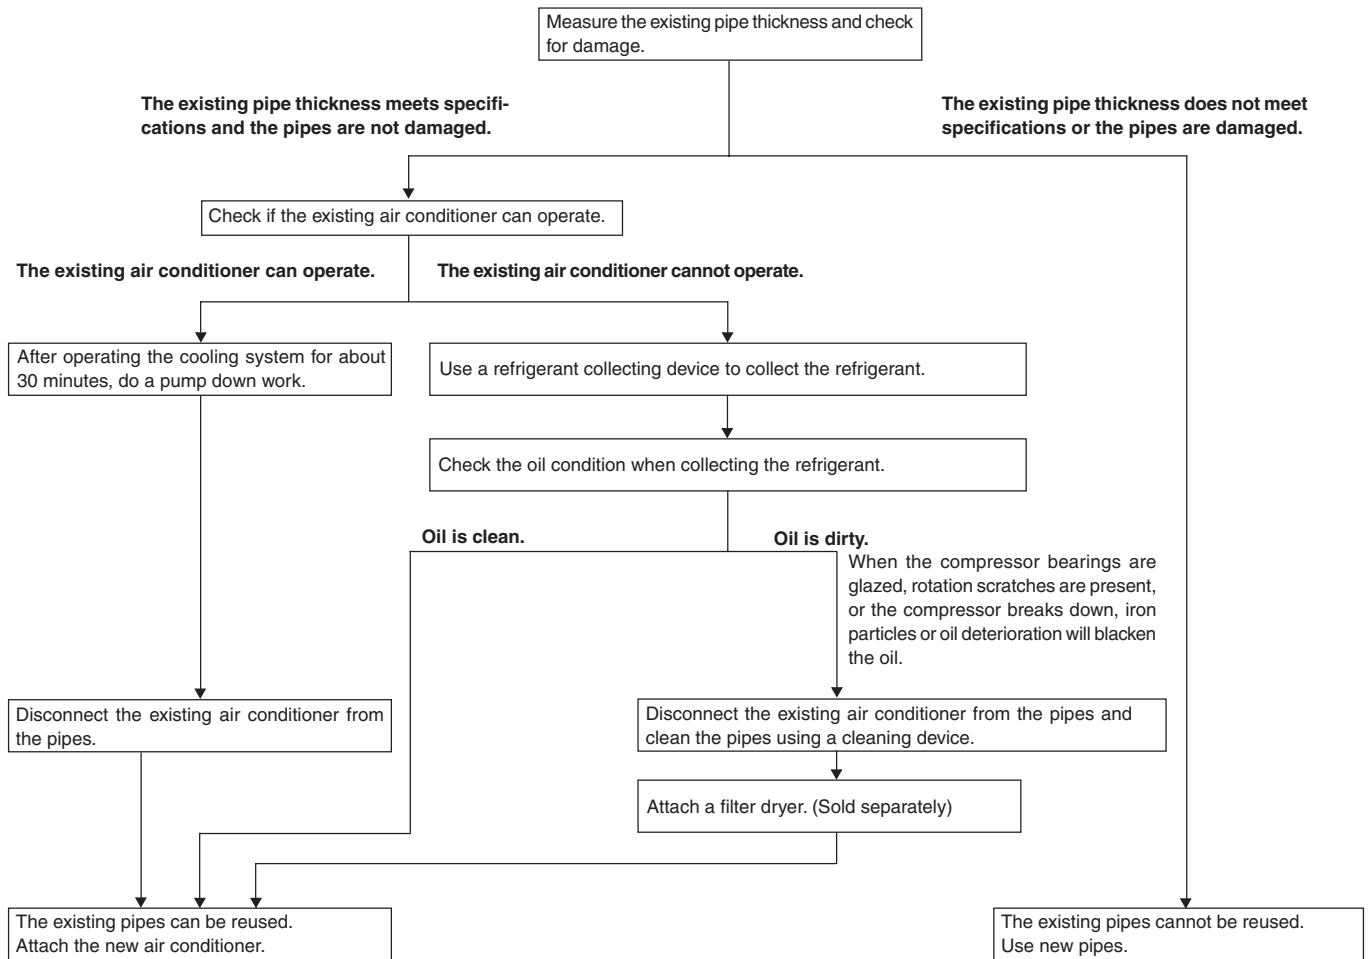 Measure the existing pipe thickness and check
for damage.
The existing pipe thickness meets specifi-
cations and the pipes are not damaged.
The existing pipe thickness does not meet
specifications or the pipes are damaged.
Check if the existing air conditioner can operate.
The existing air conditioner can operate.
The existing air conditioner cannot operate.
After operating the cooling system for about
30 minutes, do a pump down work.
Use a refrigerant collecting device to collect the refrigerant.
Check the oil condition when collecting the refrigerant.
Oil is clean.
Oil is dirty.
When the compressor bearings are
glazed, rotation scratches are present,
or the compressor breaks down, iron
particles or oil deterioration will blacken
the oil.
Disconnect the existing air conditioner from
the pipes.
Disconnect the existing air conditioner from the pipes and
clean the pipes using a cleaning device.
Attach a filter dryer. (Sold separately)
The existing pipes can be reused.
Attach the new air conditioner.
The existing pipes cannot be reused.
Use new pipes.